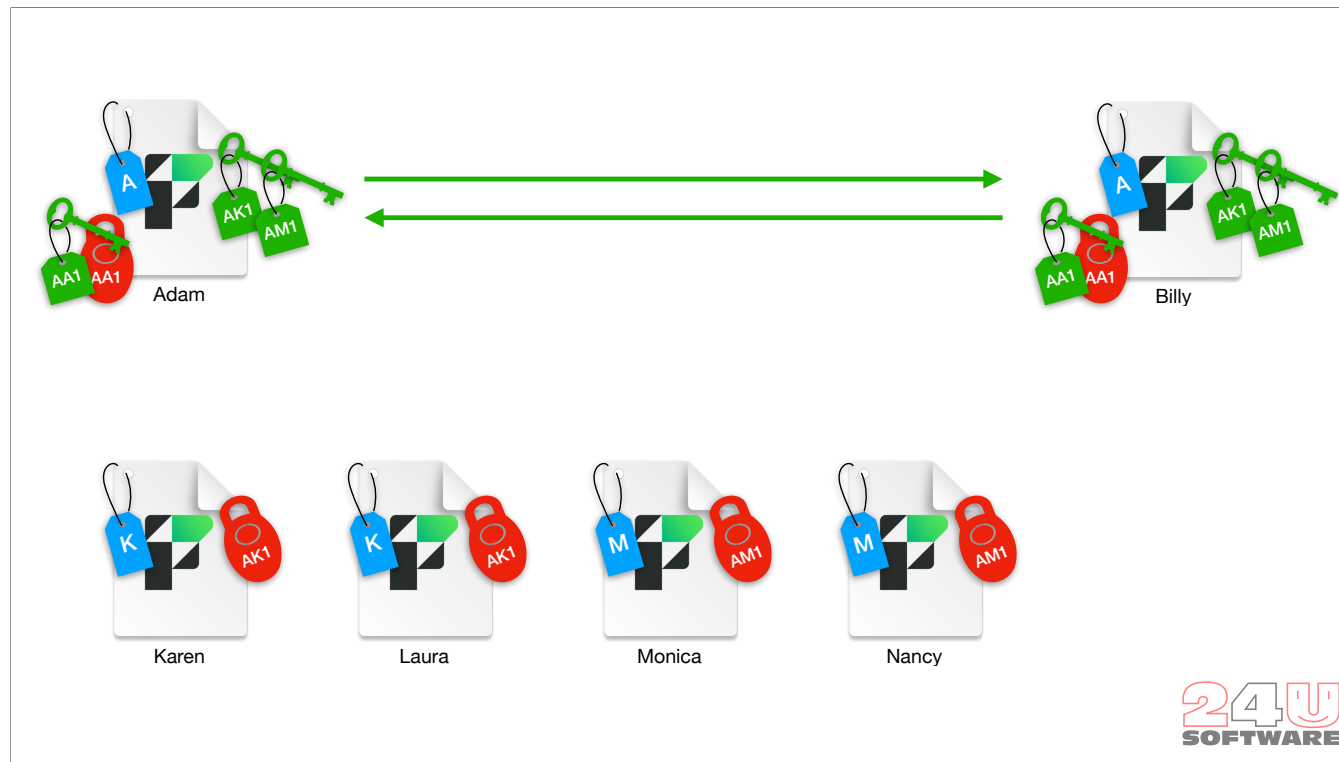 A
AK1
AM1
AA1
AA1
Adam
A
AK1
AM1
AA1
AA1
Billy
K
AK1
Karen
K
AK1
Laura
M
AM1
Monica
M
AM1
Nancy
24U
SOFTWARE